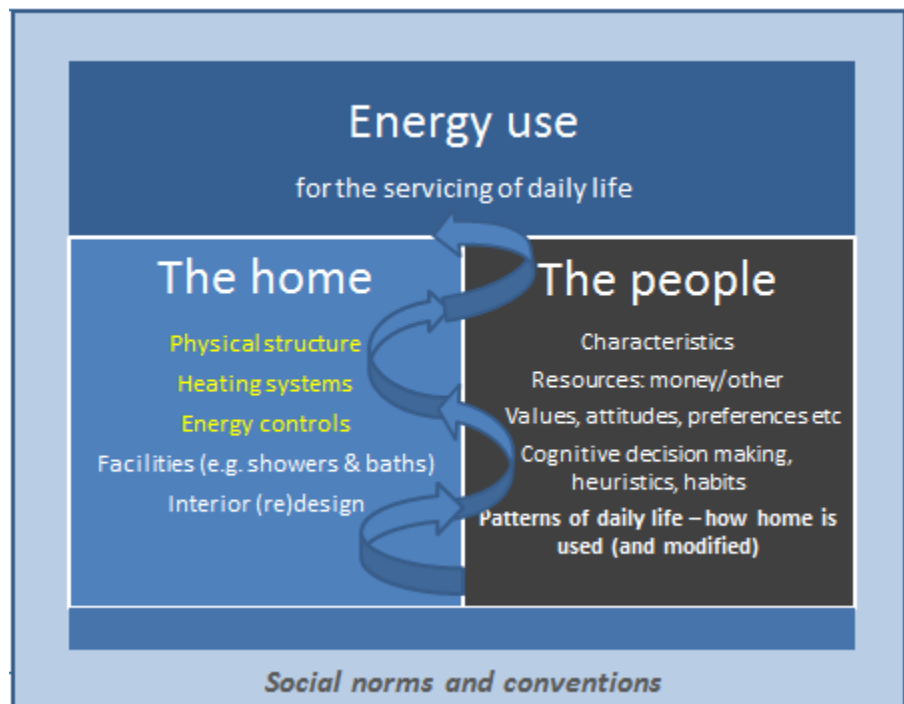 Energy use
for the servicing of daily life
The home
Physical structure
Heating systems
Energy controls
Facilities (e.g. showers & baths)
Interior (re)design
The people
Characteristics
Resources: money/other
Values, attitudes, preferences etc
Cognitive decision making,
heuristics, habits
Patterns of daily life – how home is
used (and modified)
Social norms and conventions